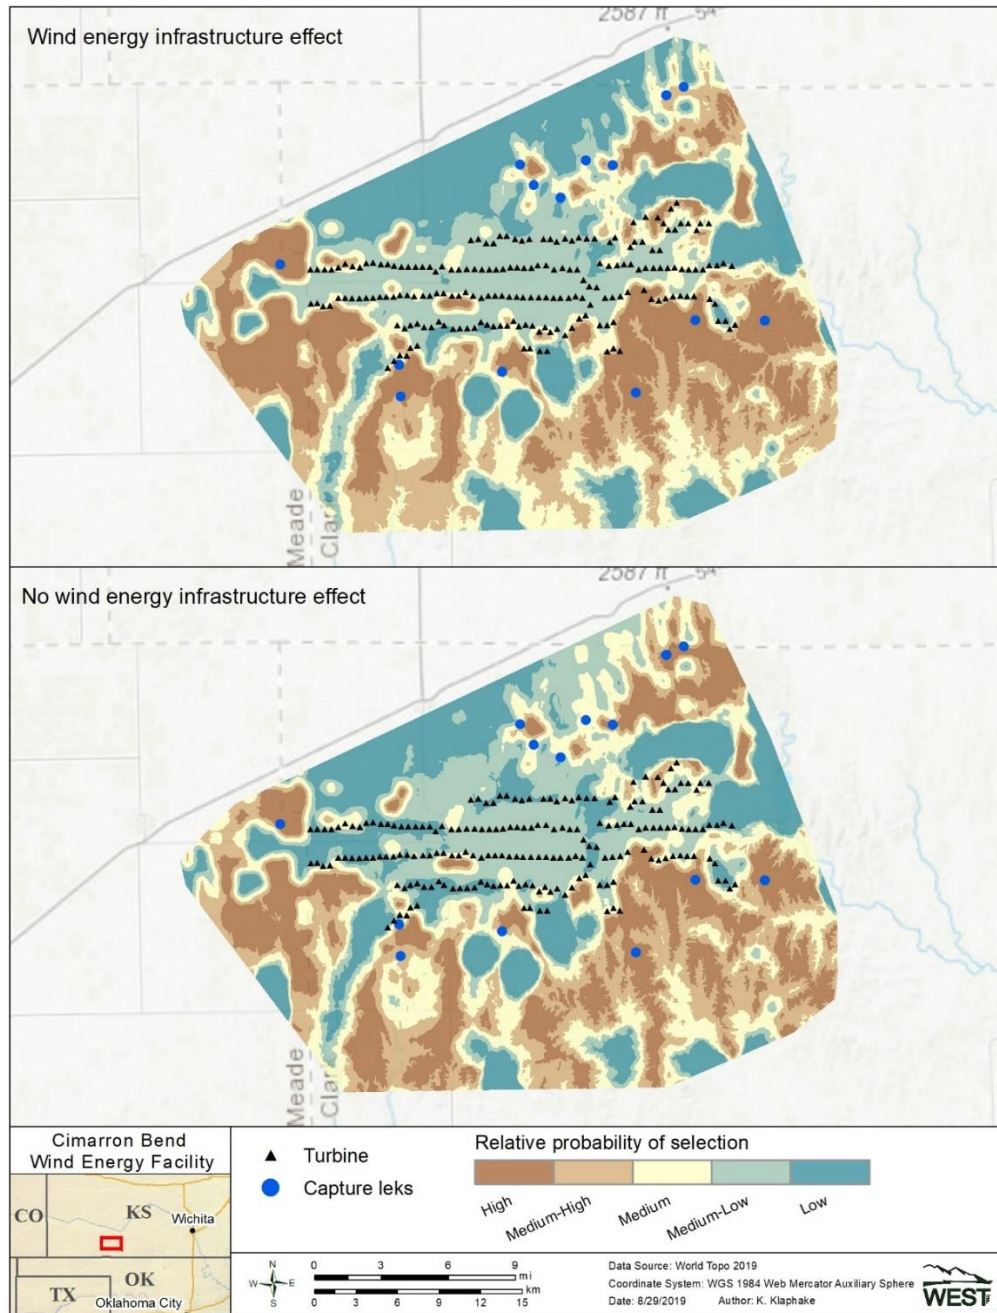 2587 ft
54
Wind energy infrastructure effect
Meade
Clar
2587 ft
54
No wind energy infrastructure effect
Meade
Clar
Cimarron Bend
Wind Energy Facility
CO
KS
Wichita
OK
TX
Oklahoma City
Turbine
Capture leks
Relative probability of selection
High
Medium-High
Medium
Medium-Low
Low
N
W E
S
0 3 6 9
mi
km
0 3 6 9 12 15
Data Source: World Topo 2019
Coordinate System: WGS 1984 Web Mercator Auxiliary Sphere
Date: 8/29/2019 Author: K. Klaphake
WEST